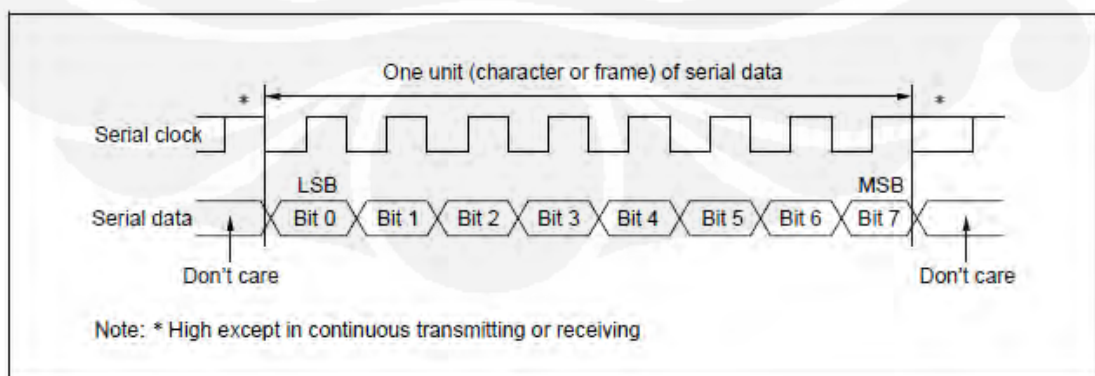 One unit (character or frame) of serial data
*
*
Serial clock
LSB
MSB
Serial data
Bit 0
Bit 1
Bit 2
Bit 3
Bit 4
Bit 5
Bit 6
Bit 7
Don't care
Don't care
Note: * High except in continuous transmitting or receiving